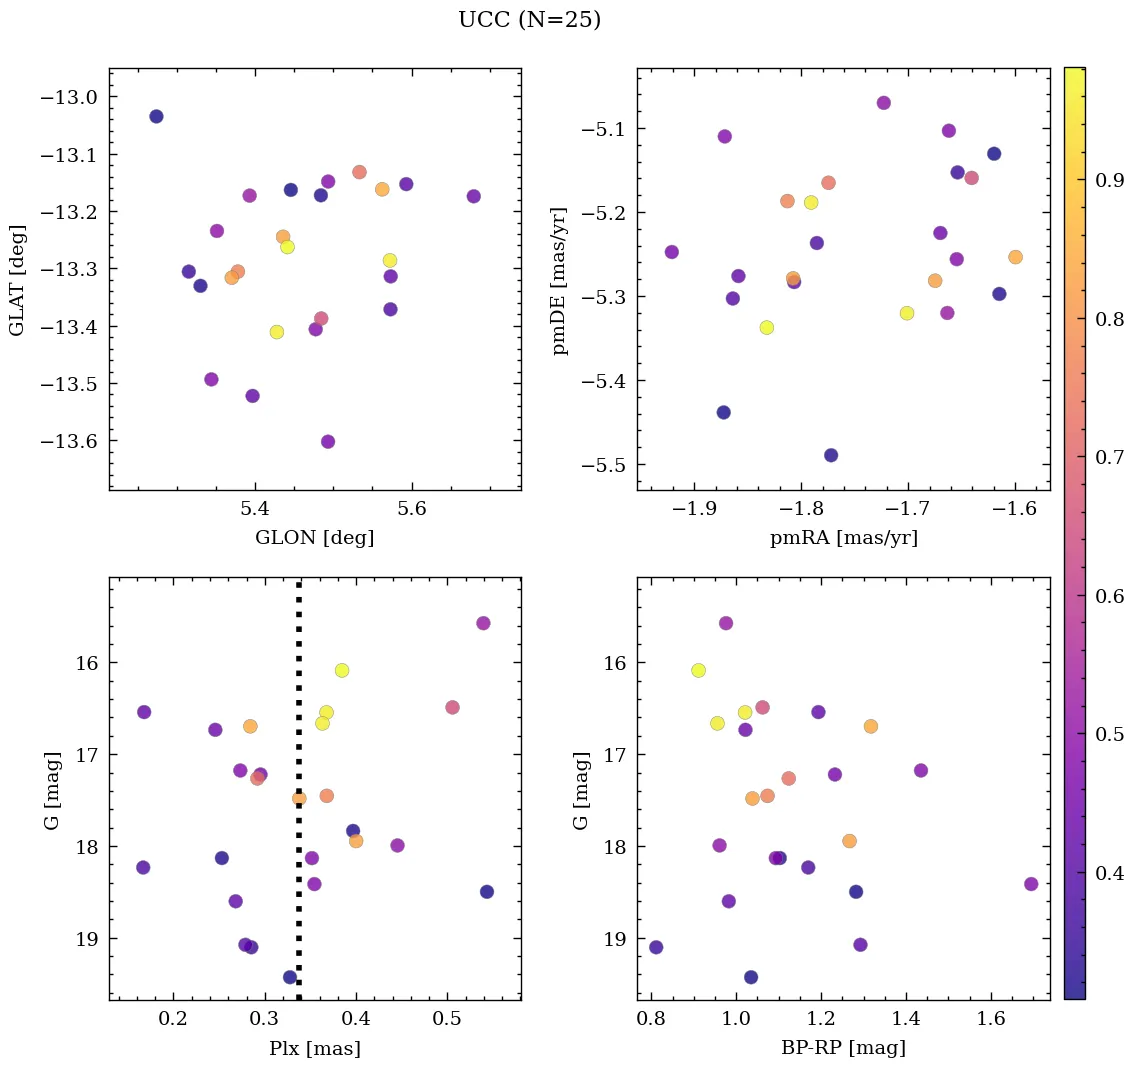 UCC (N=25)
−13.0
−13.1
−13.2
−13.3
−13.4
−13.5
−13.6
GLAT [deg]
5.4 5.6
GLON [deg]
−5.1
−5.2
−5.3
−5.4
−5.5
pmDE [mas/yr]
−1.9 −1.8 −1.7 −1.6
pmRA [mas/yr]
0.9
0.8
0.7
0.6
0.5
0.4
16
17
18
19
G [mag]
0.2 0.3 0.4 0.5
Plx [mas]
16
17
18
19
G [mag]
0.8 1.0 1.2 1.4 1.6
BP-RP [mag]